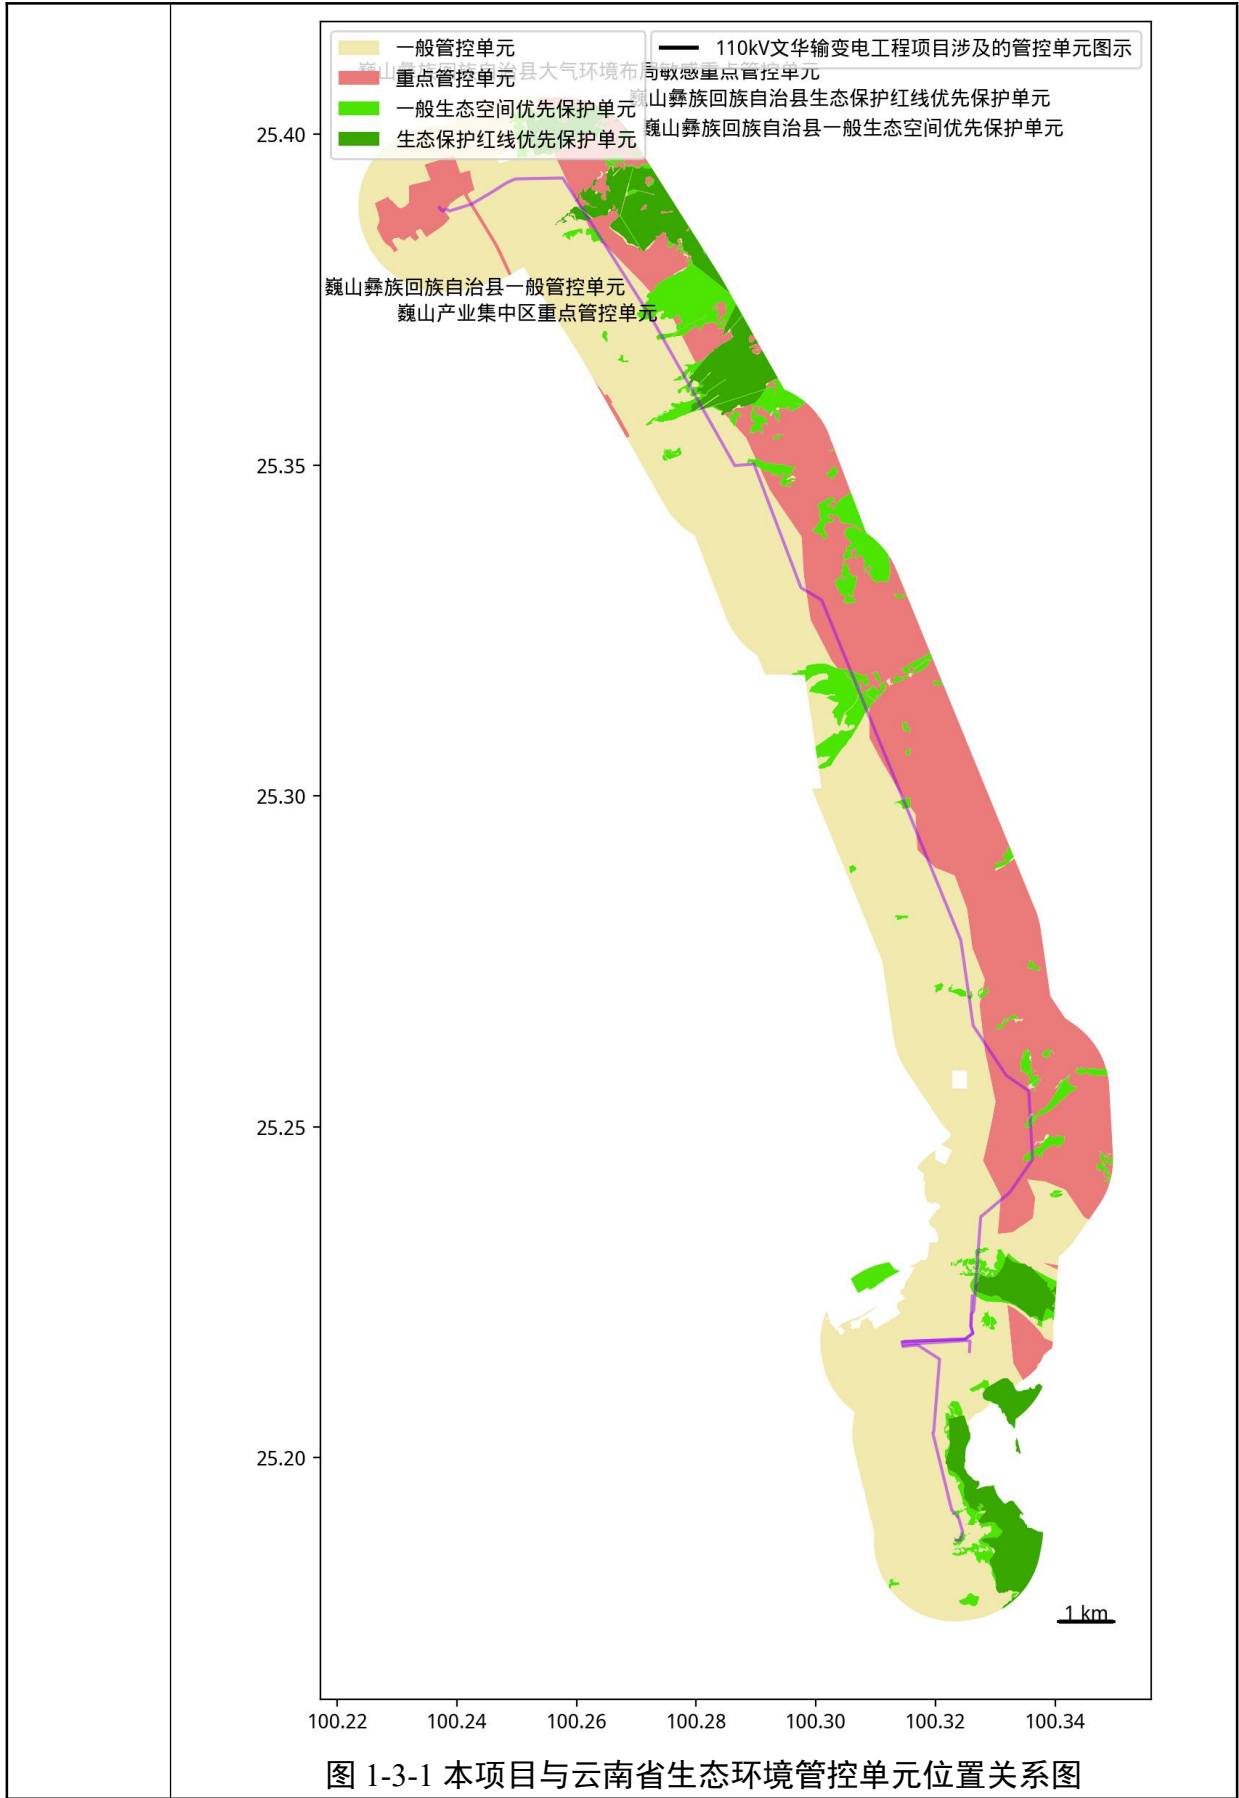 一般管控单元
110kV文华输变电工程项目涉及的管控单元图示
巍山彝族回族自治县大气环境布局敏感重点管控单元
重点管控单元
巍山彝族回族自治县生态保护红线优先保护单元
一般生态空间优先保护单元
巍山彝族回族自治县一般生态空间优先保护单元
生态保护红线优先保护单元
25.40
巍山彝族回族自治县一般管控单元
巍山产业集中区重点管控单元
25.35
25.30
25.25
25.20
1 km
100.22 100.24 100.26 100.28 100.30 100.32 100.34
图 1-3-1 本项目与云南省生态环境管控单元位置关系图